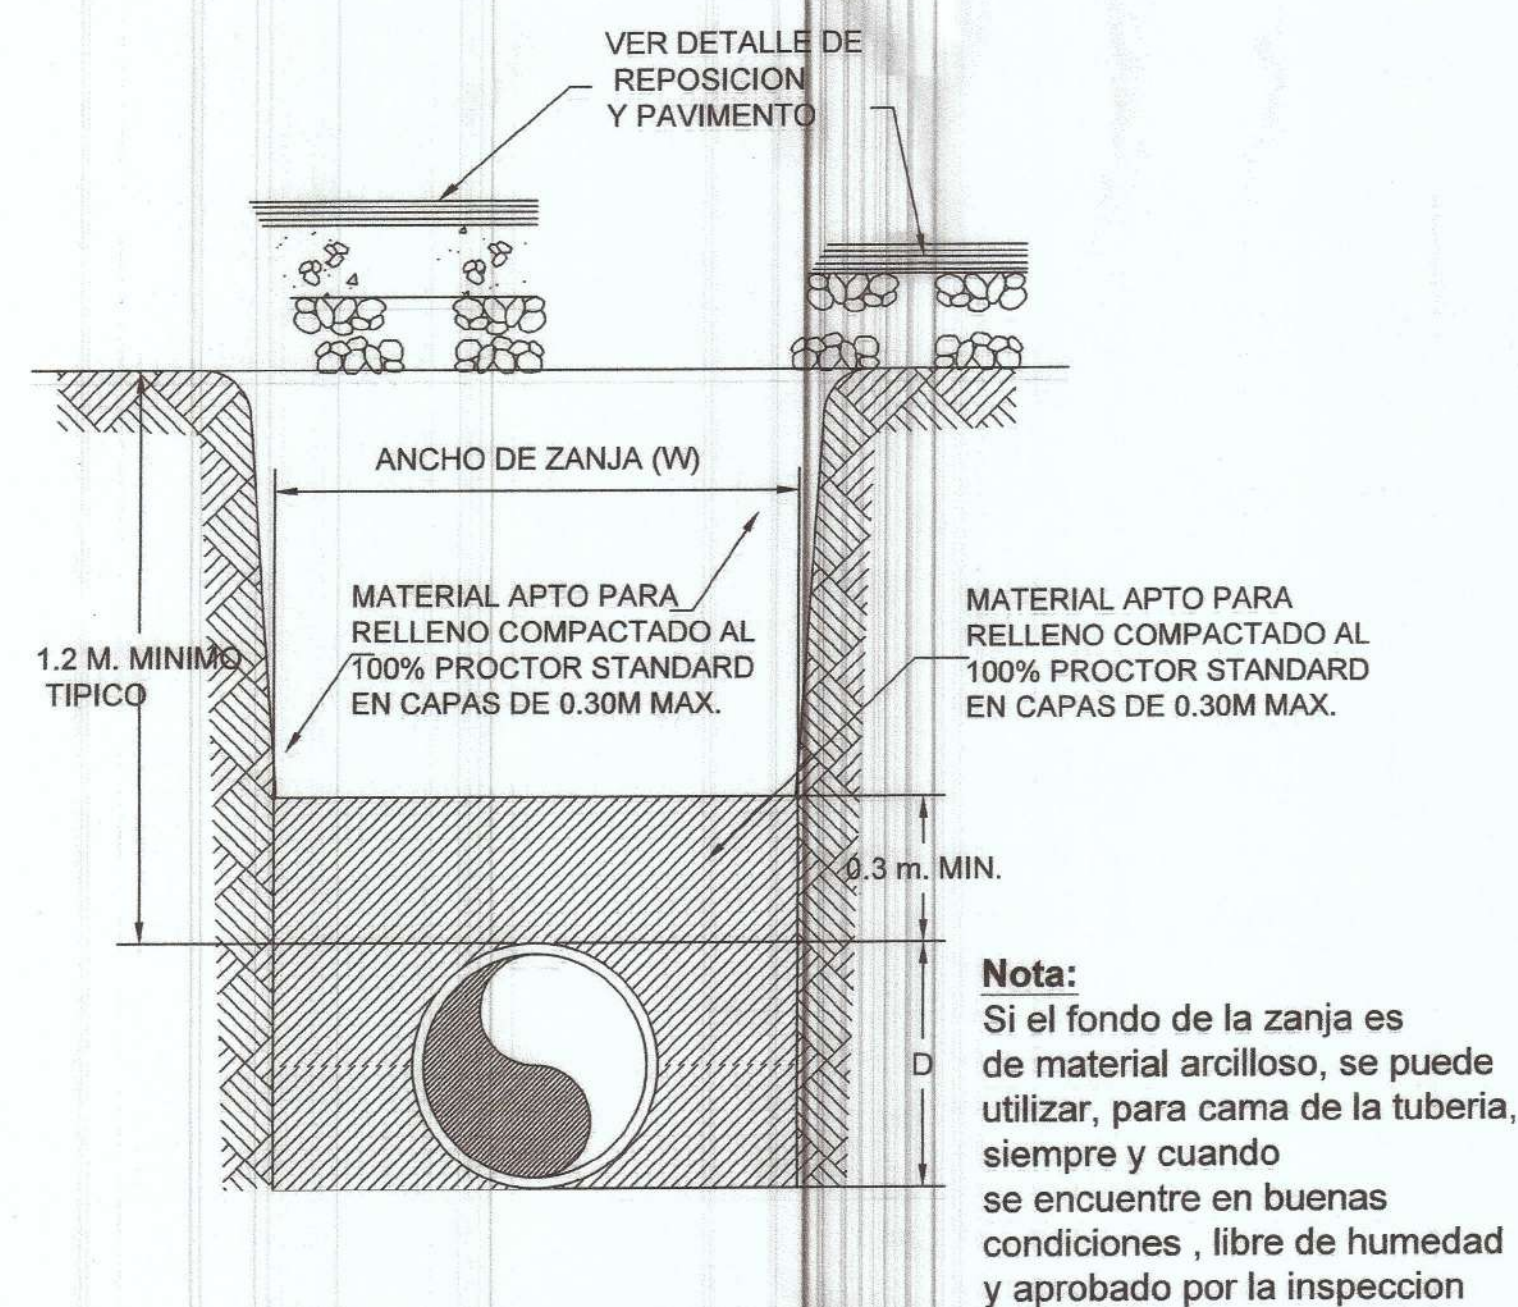 VER DETALLE DE
REPOSICION
Y PAVIMENTO
ANCHO DE ZANJA (W)
MATERIAL APTO PARA
RELLENO COMPACTADO AL
100% PROCTOR STANDARD
EN CAPAS DE 0.30M MAX.
MATERIAL APTO PARA
RELLENO COMPACTADO AL
100% PROCTOR STANDARD
EN CAPAS DE 0.30M MAX.
1.2 M. MINIMO
TIPICO
0.3 m. MIN.
D
Nota:
Si el fondo de la zanja es
de material arcilloso, se puede
utilizar, para cama de la tuberia,
siempre y cuando
se encuentre en buenas
condiciones , libre de humedad
y aprobado por la inspeccion